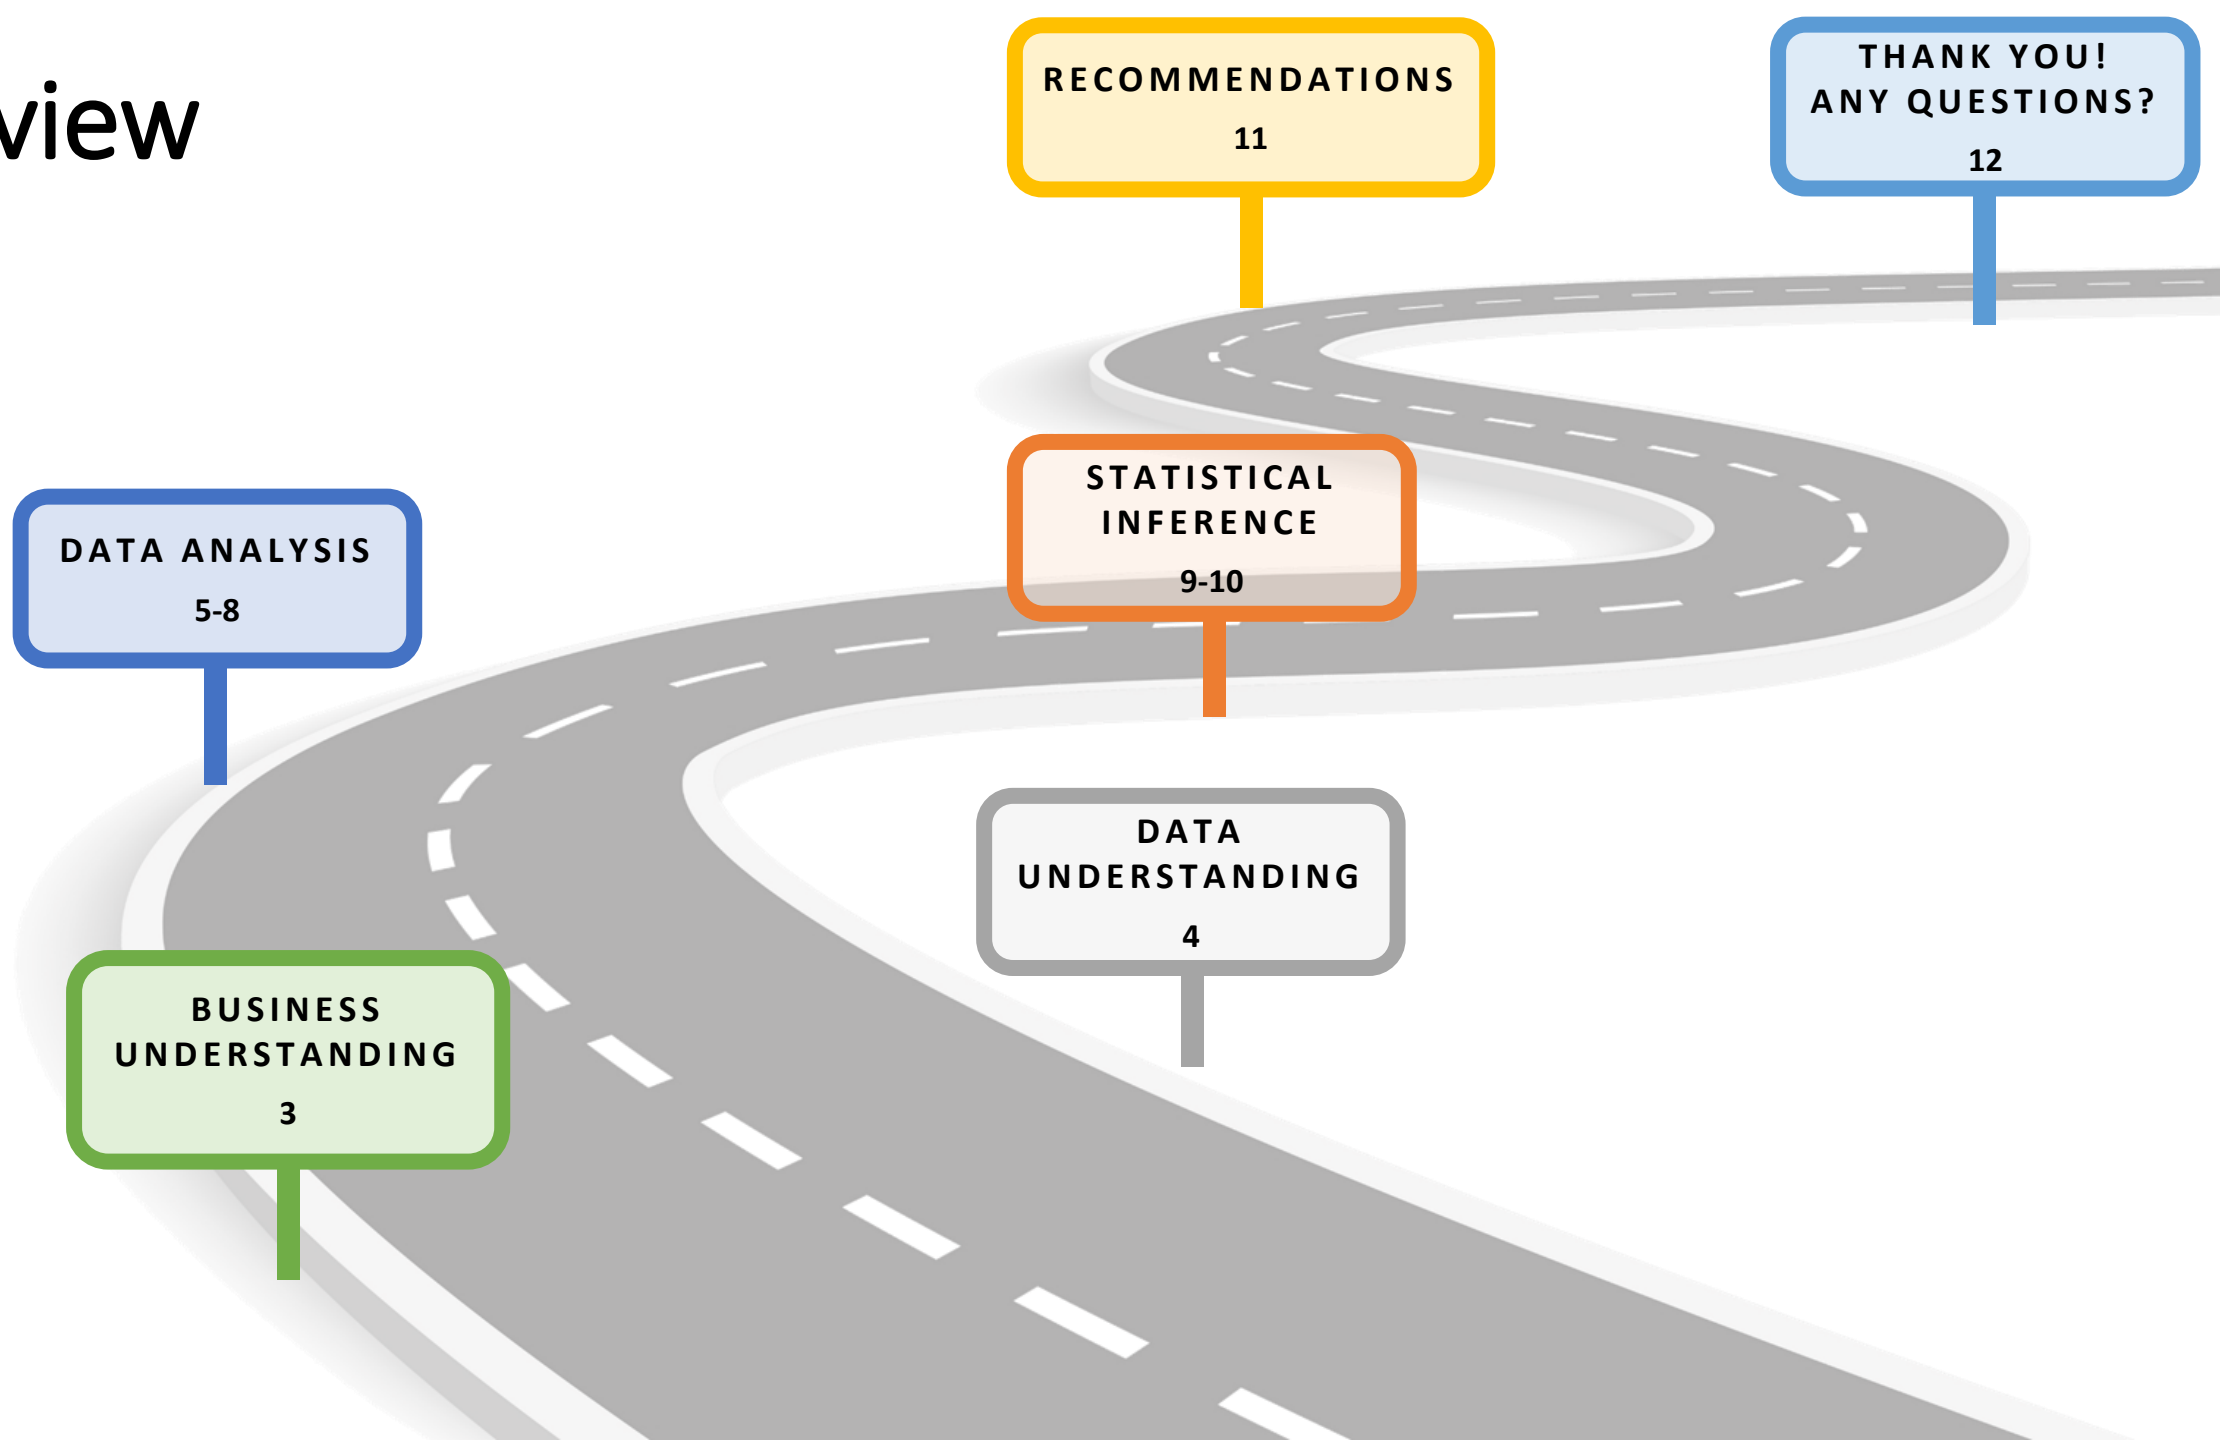 view
RECOMMENDATIONS
11
THANK YOU!
ANY QUESTIONS?
12
STATISTICAL
INFERENCE
9-10
DATA ANALYSIS
5-8
DATA
UNDERSTANDING
4
BUSINESS
UNDERSTANDING
3